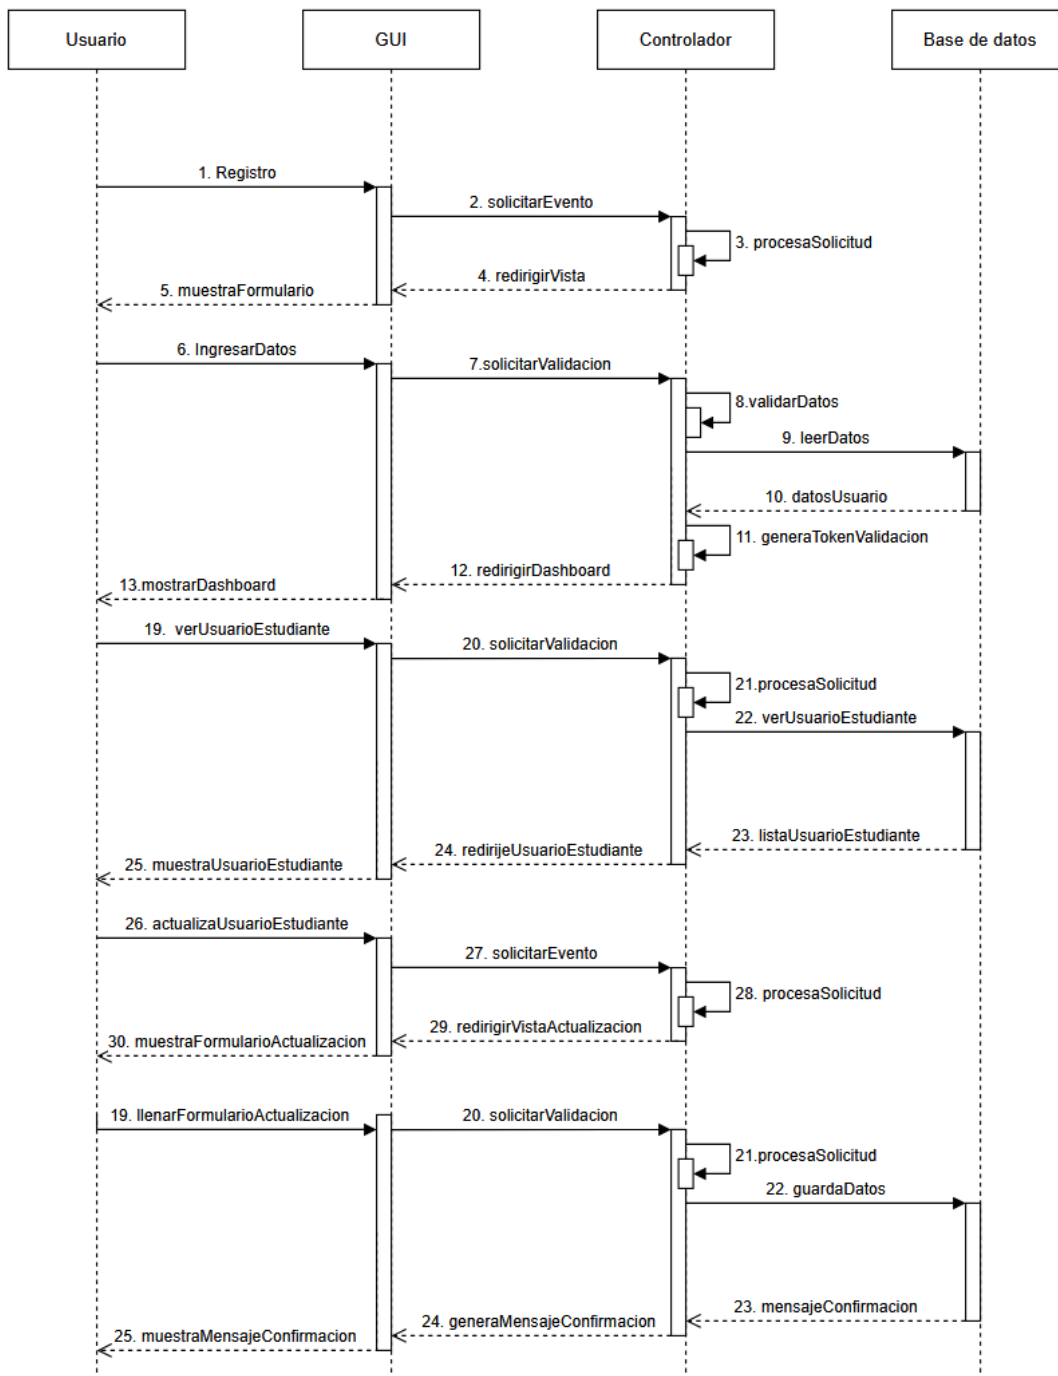 Usuario
GUI
Controlador
Base de datos
1. Registro
2. solicitarEvento
3. procesaSolicitud
4. redirigirVista
5. muestraFormulario
6. IngresarDatos
7.solicitarValidacion
8.validarDatos
9. leerDatos
10. datosUsuario
11. generaTokenValidacion
12. redirigirDashboard
13.mostrarDashboard
19. verUsuarioEstudiante
20. solicitarValidacion
21.procesaSolicitud
22. verUsuarioEstudiante
23. listaUsuarioEstudiante
24. redirijeUsuarioEstudiante
25. muestraUsuarioEstudiante
26. actualizaUsuarioEstudiante
27. solicitarEvento
28. procesaSolicitud
29. redirigirVistaActualizacion
30. muestraFormularioActualizacion
19. llenarFormularioActualizacion
20. solicitarValidacion
21.procesaSolicitud
22. guardaDatos
23. mensajeConfirmacion
24. generaMensajeConfirmacion
25. muestraMensajeConfirmacion